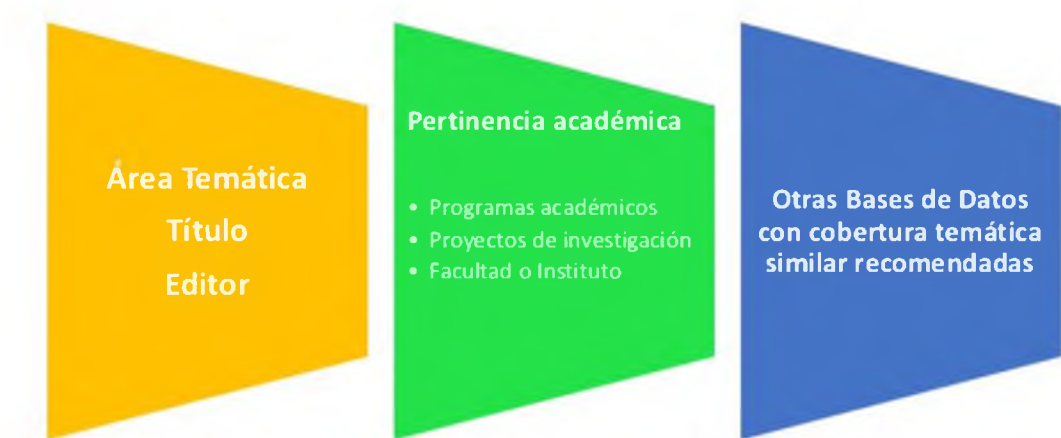 Área Temática
Título
Editor
Pertinencia académica
• Programas académicos
• Proyectos de investigación
• Facultad o Instituto
Otras Bases de Datos
con cobertura temática
similar recomendadas